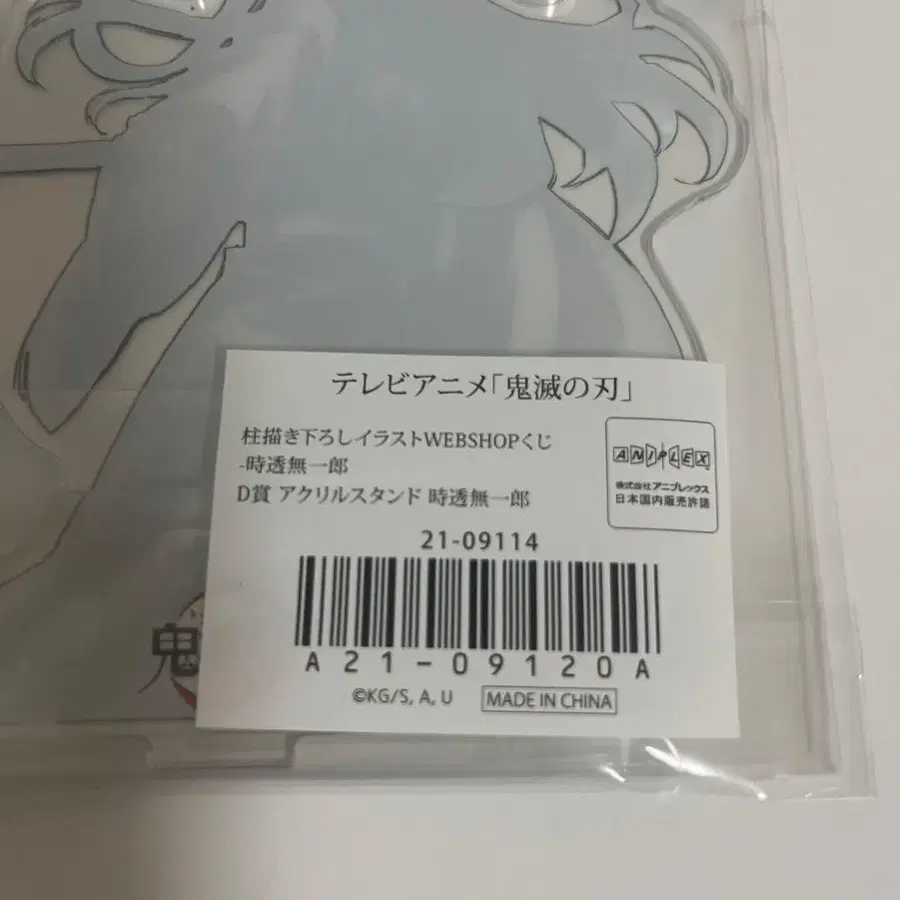 テレビアニメ「鬼滅の刃」
柱描き下ろしイラストWEBSHOPくじ
-時透無一郎
D賞 アクリルスタンド 時透無一郎
ANIPLEX
株式会社アニプレックス
日本国内販売許諾
21-09114
A21-09120A
©KG/S, A, U
MADE IN CHINA
鬼